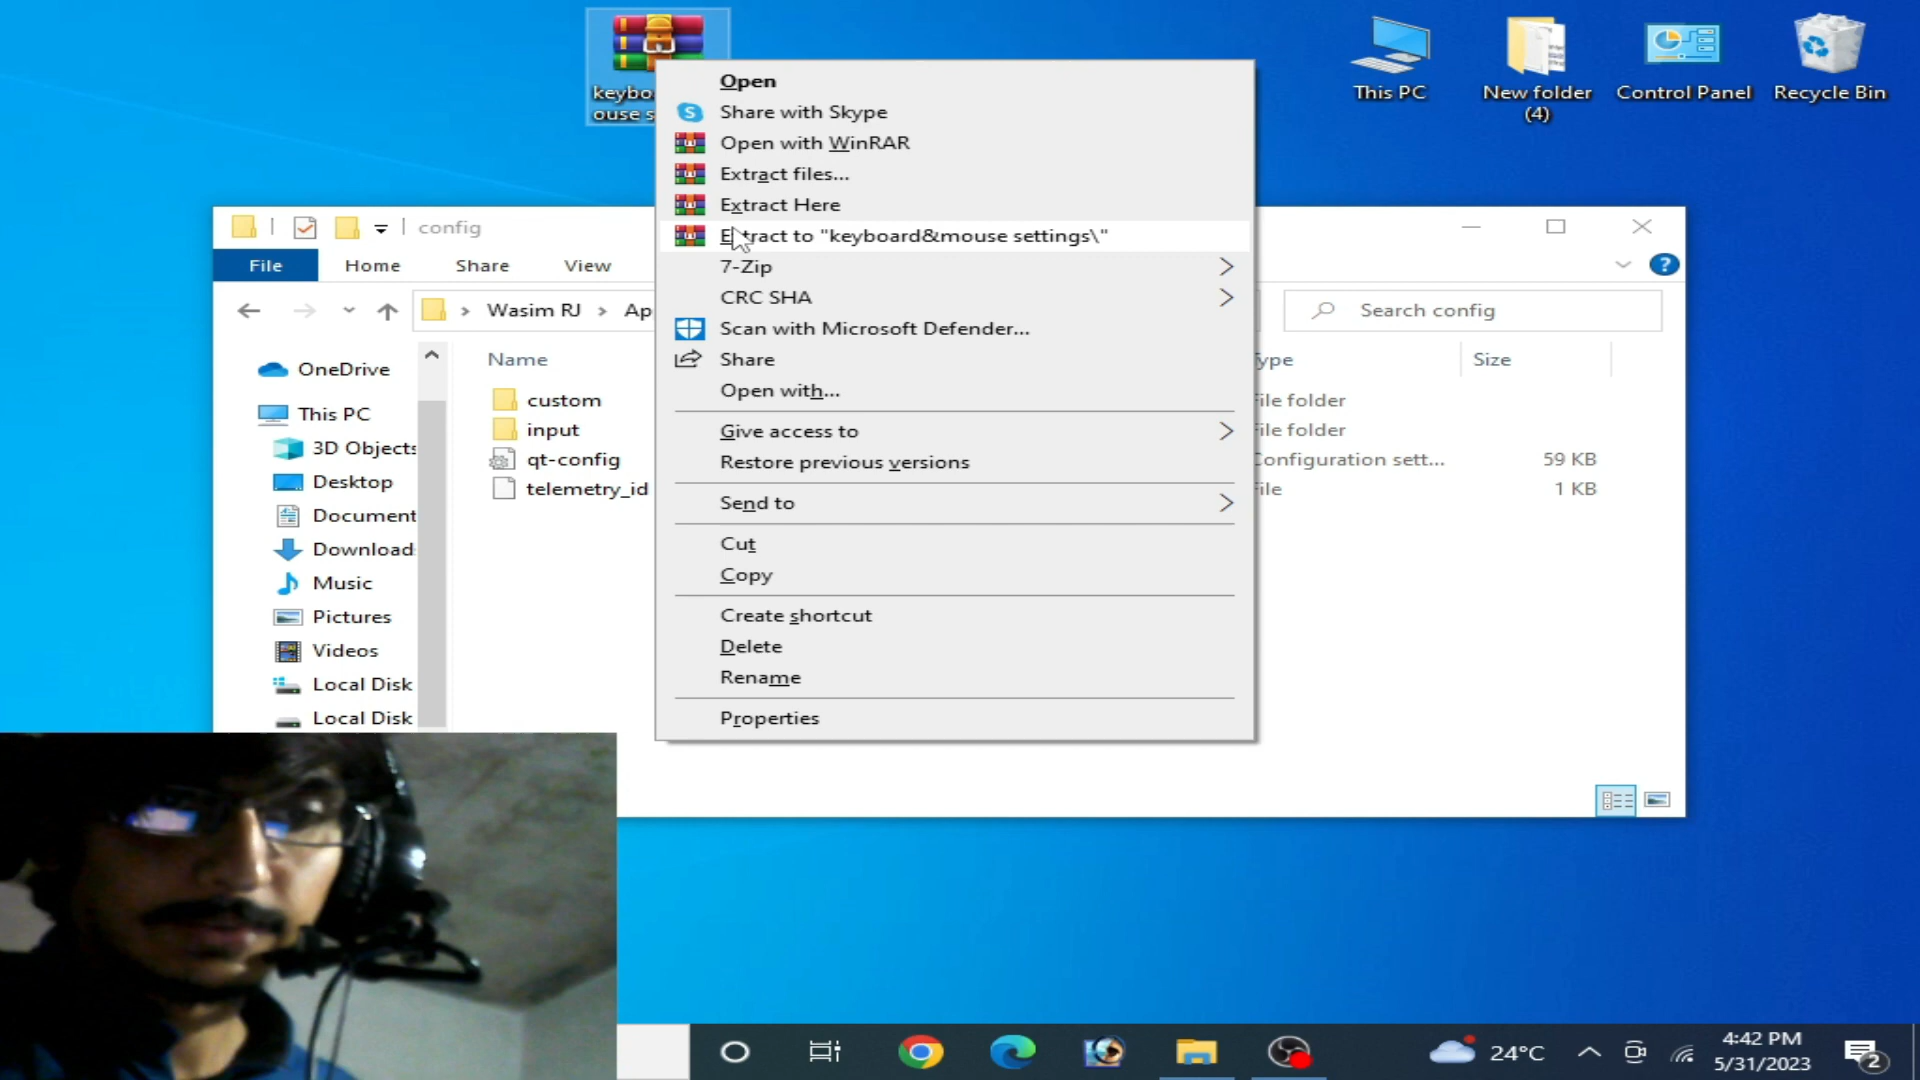 keybo
ouse s
This PC
New folder
(4)
Control Panel
Recycle Bin
Open
Share with Skype
Open with WinRAR
Extract files...
Extract Here
Extract to "keyboard&mouse settings\"
7-Zip
CRC SHA
Scan with Microsoft Defender...
Share
Open with...
Give access to
Restore previous versions
Send to
Cut
Copy
Create shortcut
Delete
Rename
Properties
config
File
Home
Share
View
Wasim RJ
Ap
Search config
OneDrive
This PC
3D Objects
Desktop
Document
Download
Music
Pictures
Videos
Local Disk
Local Disk
Name
Type
Size
custom
File folder
input
File folder
qt-config
Configuration sett...
59 KB
telemetry_id
File
1 KB
24°C
4:42 PM
5/31/2023
2